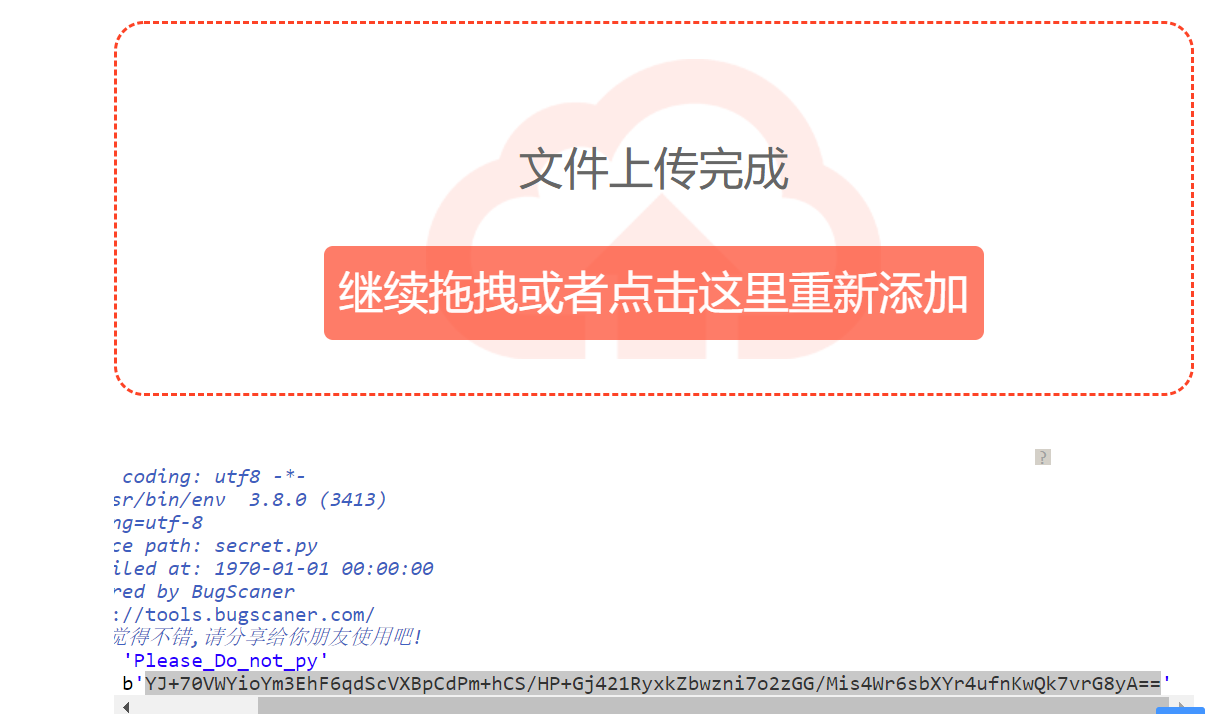 文件上传完成
继续拖拽或者点击这里重新添加
?
coding: utf8 -*-
sr/bin/env  3.8.0 (3413)
ng=utf-8
ce path: secret.py
iled at: 1970-01-01 00:00:00
red by BugScaner
://tools.bugscaner.com/
觉得不错,请分享给你朋友使用吧!
'Please_Do_not_py'
b'YJ+70VWYioYm3EhF6qdScVXBpCdPm+hCS/HP+Gj421RyxkZbwzni7o2zGG/Mis4Wr6sbXYr4ufnKwQk7vrG8yA=='